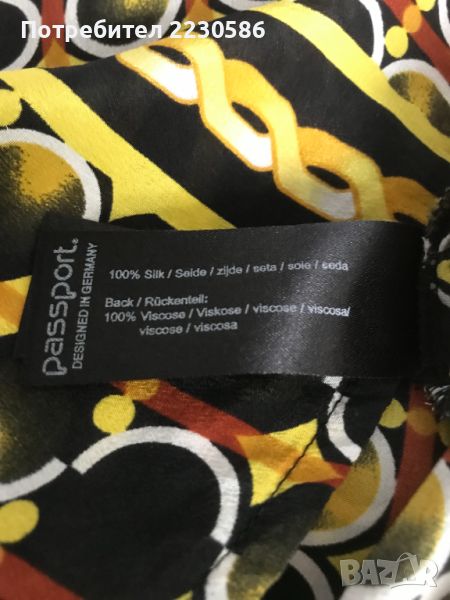 Потребител 2230586
passport.
DESIGNED IN GERMANY
100% Silk / Seide / zijde / seta / soie / seda
Back / Rückenteil:
100% Viscose / Viskose / viscose / viscosa/
viscose / viscosa
BAZAR